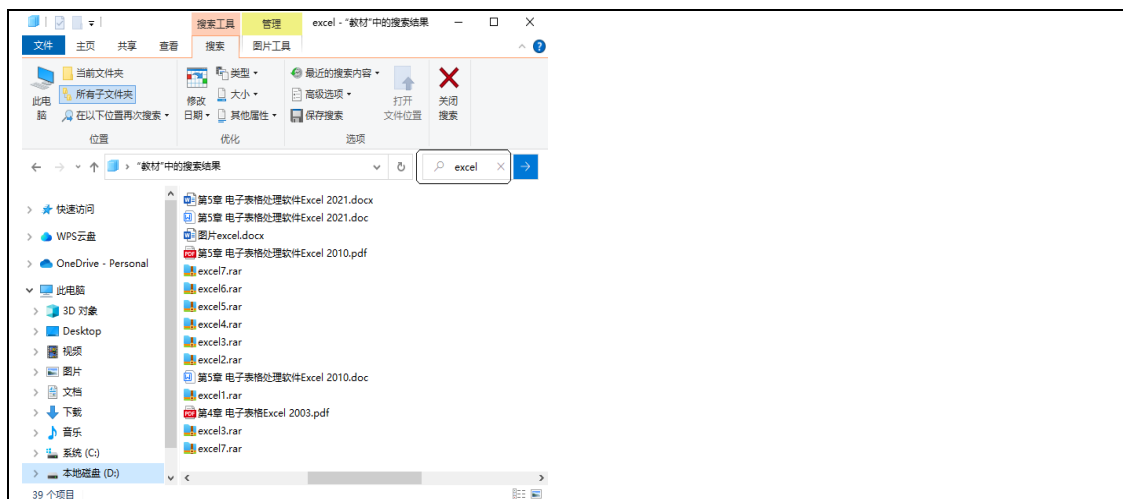 搜索工具 管理 excel - “教材”中的搜索结果
文件 主页 共享 查看 搜索 图片工具
当前文件夹 类型 最近的搜索内容
此电脑 所有子文件夹 修改日期 大小 高级选项 打开文件位置 关闭搜索
在以下位置再次搜索 其他属性 保存搜索
位置 优化 选项
“教材”中的搜索结果 excel
快速访问
WPS云盘
OneDrive - Personal
此电脑
3D 对象
Desktop
视频
图片
文档
下载
音乐
系统 (C:)
本地磁盘 (D:)
第5章 电子表格处理软件Excel 2021.docx
第5章 电子表格处理软件Excel 2021.doc
图片excel.docx
第5章 电子表格处理软件Excel 2010.pdf
excel7.rar
excel6.rar
excel5.rar
excel4.rar
excel3.rar
excel2.rar
第5章 电子表格处理软件Excel 2010.doc
excel1.rar
第4章 电子表格Excel 2003.pdf
excel3.rar
excel7.rar
39 个项目